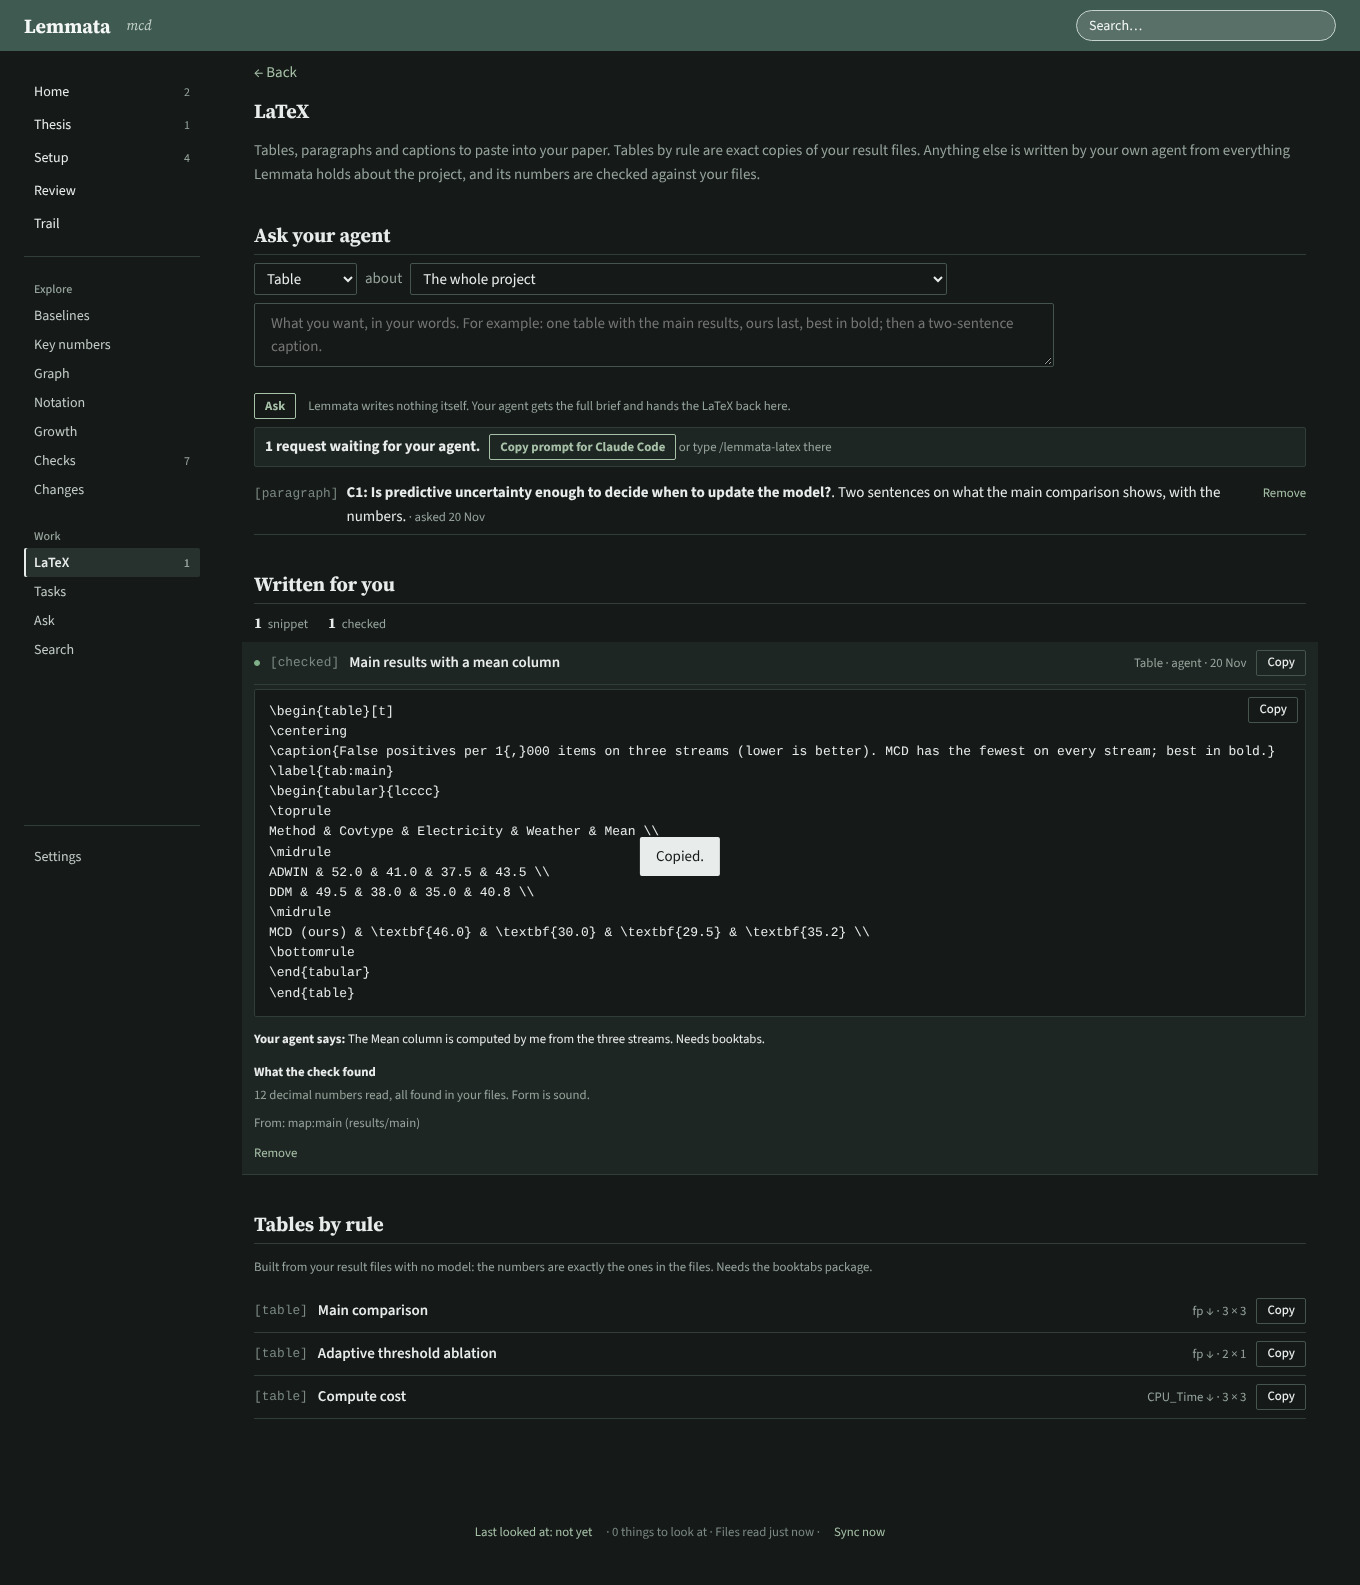 Lemmata mcd
Search…
Home 2
Thesis 1
Setup 4
Review
Trail
Explore
Baselines
Key numbers
Graph
Notation
Growth
Checks 7
Changes
Work
LaTeX 1
Tasks
Ask
Search
Settings
← Back
LaTeX
Tables, paragraphs and captions to paste into your paper. Tables by rule are exact copies of your result files. Anything else is written by your own agent from everything
Lemmata holds about the project, and its numbers are checked against your files.
Ask your agent
Table about The whole project
What you want, in your words. For example: one table with the main results, ours last, best in bold; then a two-sentence
caption.
Ask Lemmata writes nothing itself. Your agent gets the full brief and hands the LaTeX back here.
1 request waiting for your agent. Copy prompt for Claude Code or type /lemmata-latex there
[paragraph] C1: Is predictive uncertainty enough to decide when to update the model?. Two sentences on what the main comparison shows, with the Remove
numbers. · asked 20 Nov
Written for you
1 snippet 1 checked
[checked] Main results with a mean column Table · agent · 20 Nov Copy
Copy
\begin{table}[t]
\centering
\caption{False positives per 1{,}000 items on three streams (lower is better). MCD has the fewest on every stream; best in bold.}
\label{tab:main}
\begin{tabular}{lcccc}
\toprule
Method & Covtype & Electricity & Weather & Mean \\
\midrule
Copied.
ADWIN & 52.0 & 41.0 & 37.5 & 43.5 \\
DDM & 49.5 & 38.0 & 35.0 & 40.8 \\
\midrule
MCD (ours) & \textbf{46.0} & \textbf{30.0} & \textbf{29.5} & \textbf{35.2} \\
\bottomrule
\end{tabular}
\end{table}
Your agent says: The Mean column is computed by me from the three streams. Needs booktabs.
What the check found
12 decimal numbers read, all found in your files. Form is sound.
From: map:main (results/main)
Remove
Tables by rule
Built from your result files with no model: the numbers are exactly the ones in the files. Needs the booktabs package.
[table] Main comparison fp ↓ · 3 × 3 Copy
[table] Adaptive threshold ablation fp ↓ · 2 × 1 Copy
[table] Compute cost CPU_Time ↓ · 3 × 3 Copy
Last looked at: not yet · 0 things to look at · Files read just now · Sync now